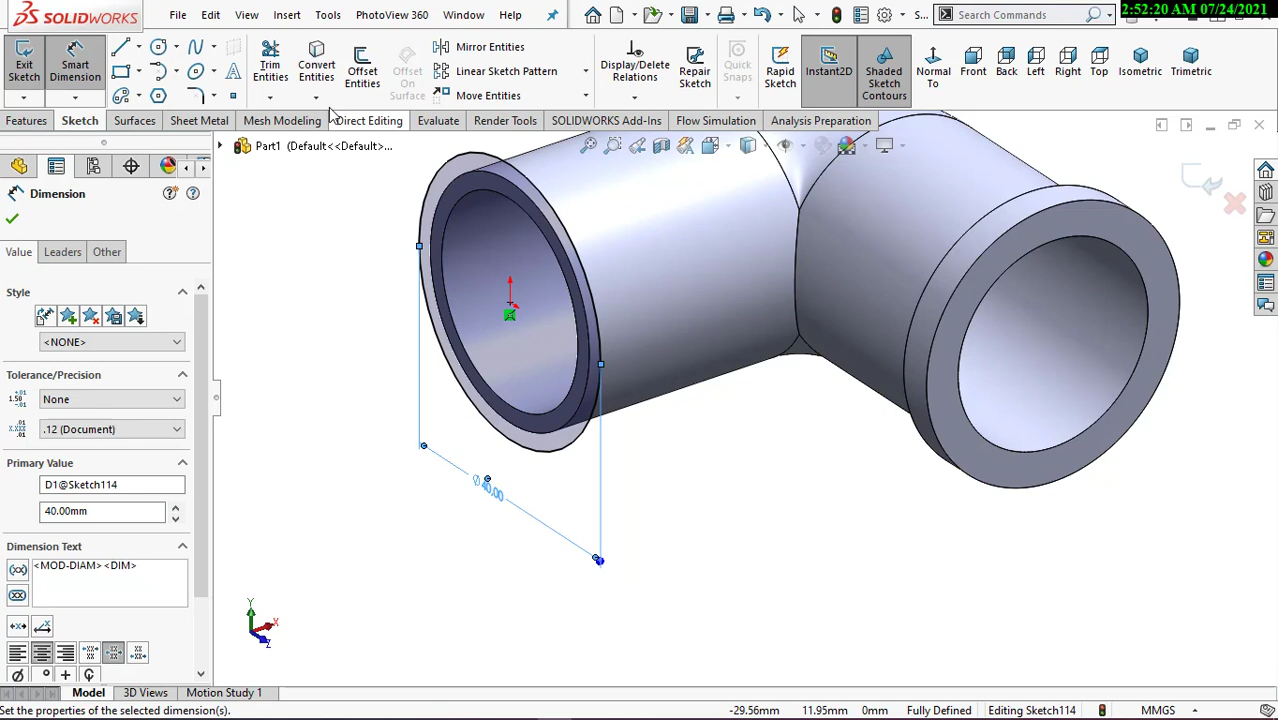 SOLIDWORKS File Edit View Insert Tools PhotoView 360 Window Help S... Search Commands 2:52:20 AM 07/24/2021
Exit Sketch Smart Dimension Trim Entities Convert Entities Offset Entities Offset On Surface Mirror Entities Linear Sketch Pattern Move Entities Display/Delete Relations Repair Sketch Quick Snaps Rapid Sketch Instant2D Shaded Sketch Contours Normal To Front Back Left Right Top Isometric Trimetric
Features Sketch Surfaces Sheet Metal Mesh Modeling Direct Editing Evaluate Render Tools SOLIDWORKS Add-Ins Flow Simulation Analysis Preparation
Part1 (Default<<Default>...
Dimension
Value Leaders Other
Style
<NONE>
Tolerance/Precision
None
.12 (Document)
Primary Value
D1@Sketch114
40.00mm
Dimension Text
<MOD-DIAM><DIM>
Ø 40.00
Y
X
Z
Model 3D Views Motion Study 1
Set the properties of the selected dimension(s). -29.56mm 11.95mm 0mm Fully Defined Editing Sketch114 MMGS